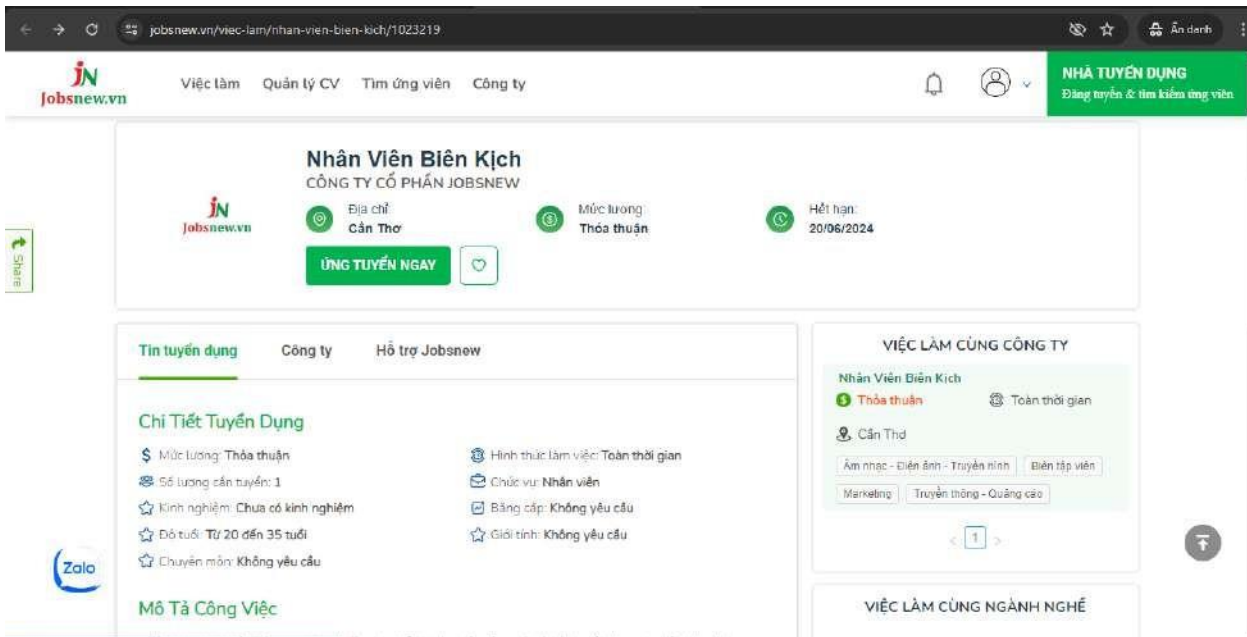 jobsnew.vn/viec-lam/nhan-vien-bien-kich/1023219
Ẩn danh
jN
Jobsnew.vn
Việc làm
Quản lý CV
Tìm ứng viên
Công ty
NHÀ TUYỂN DỤNG
Đăng tuyển & tìm kiếm ứng viên
Nhân Viên Biên Kịch
CÔNG TY CỔ PHẦN JOBSNEW
jN
Jobsnew.vn
Địa chỉ:
Cần Thơ
Mức lương:
Thỏa thuận
Hết hạn:
20/06/2024
ỨNG TUYỂN NGAY
Share
Tin tuyển dụng
Công ty
Hỗ trợ Jobsnew
Chi Tiết Tuyển Dụng
Mức lương: Thỏa thuận
Hình thức làm việc: Toàn thời gian
Số lượng cần tuyển: 1
Chức vụ: Nhân viên
Kinh nghiệm: Chưa có kinh nghiệm
Bằng cấp: Không yêu cầu
Độ tuổi: Từ 20 đến 35 tuổi
Giới tính: Không yêu cầu
Chuyên môn: Không yêu cầu
Mô Tả Công Việc
Zalo
VIỆC LÀM CÙNG CÔNG TY
Nhân Viên Biên Kịch
Thỏa thuận
Toàn thời gian
Cần Thơ
Âm nhạc - Điện ảnh - Truyền hình
Biên tập viên
Marketing
Truyền thông - Quảng cáo
1
VIỆC LÀM CÙNG NGÀNH NGHỀ